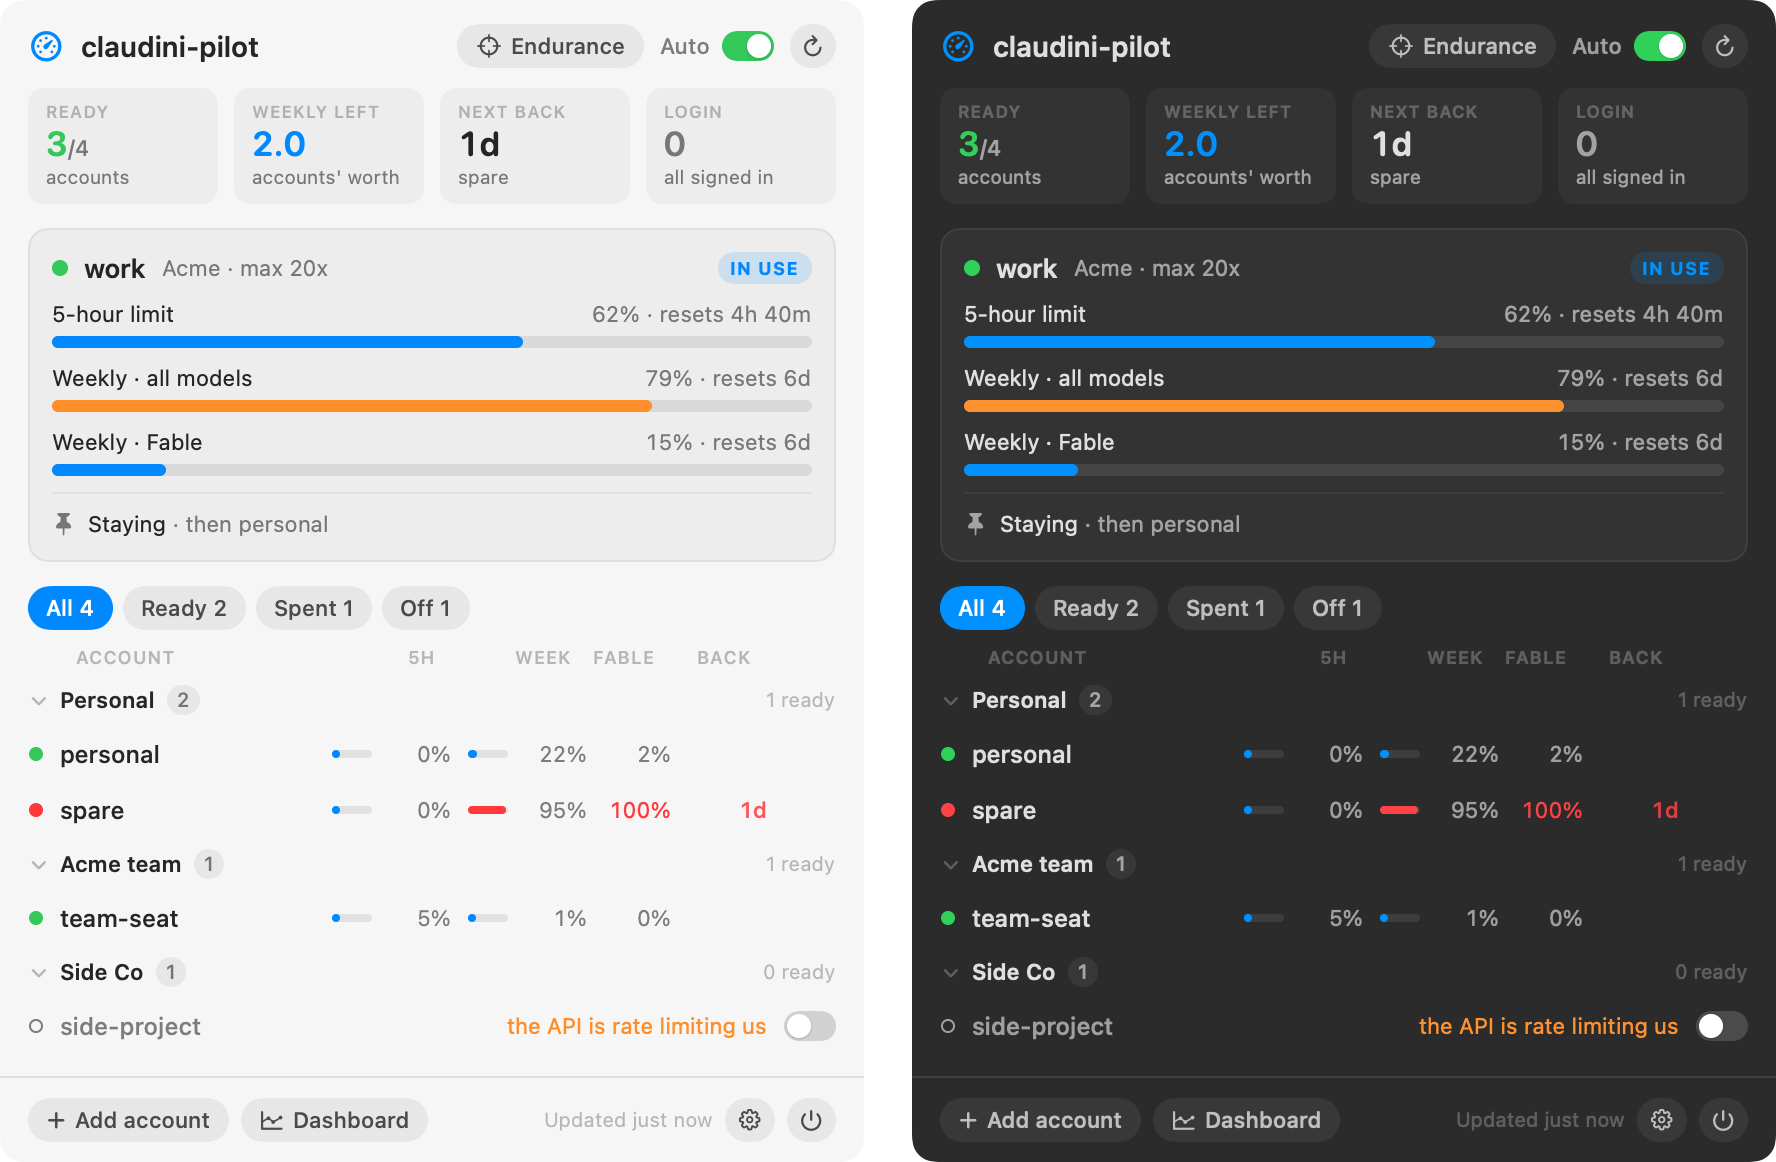 claudini-pilot Endurance Auto
READY WEEKLY LEFT NEXT BACK LOGIN
3/4 2.0 1d 0
accounts accounts' worth spare all signed in
work Acme · max 20x IN USE
5-hour limit 62% · resets 4h 40m
Weekly · all models 79% · resets 6d
Weekly · Fable 15% · resets 6d
Staying · then personal
All 4 Ready 2 Spent 1 Off 1
ACCOUNT 5H WEEK FABLE BACK
Personal 2 1 ready
personal 0% 22% 2%
spare 0% 95% 100% 1d
Acme team 1 1 ready
team-seat 5% 1% 0%
Side Co 1 0 ready
side-project the API is rate limiting us
+ Add account Dashboard Updated just now
claudini-pilot Endurance Auto
READY WEEKLY LEFT NEXT BACK LOGIN
3/4 2.0 1d 0
accounts accounts' worth spare all signed in
work Acme · max 20x IN USE
5-hour limit 62% · resets 4h 40m
Weekly · all models 79% · resets 6d
Weekly · Fable 15% · resets 6d
Staying · then personal
All 4 Ready 2 Spent 1 Off 1
ACCOUNT 5H WEEK FABLE BACK
Personal 2 1 ready
personal 0% 22% 2%
spare 0% 95% 100% 1d
Acme team 1 1 ready
team-seat 5% 1% 0%
Side Co 1 0 ready
side-project the API is rate limiting us
+ Add account Dashboard Updated just now